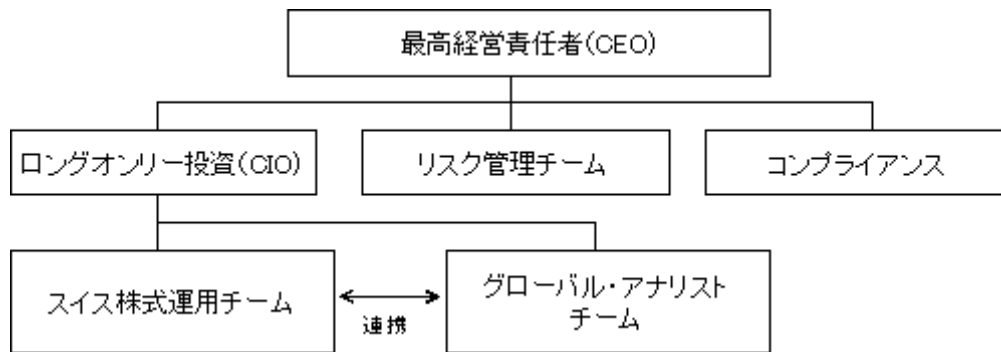 最高経営責任者(CEO)
ロングオンリー投資(CIO)
リスク管理チーム
コンプライアンス
スイス株式運用チーム
連携
グローバル・アナリスト
チーム